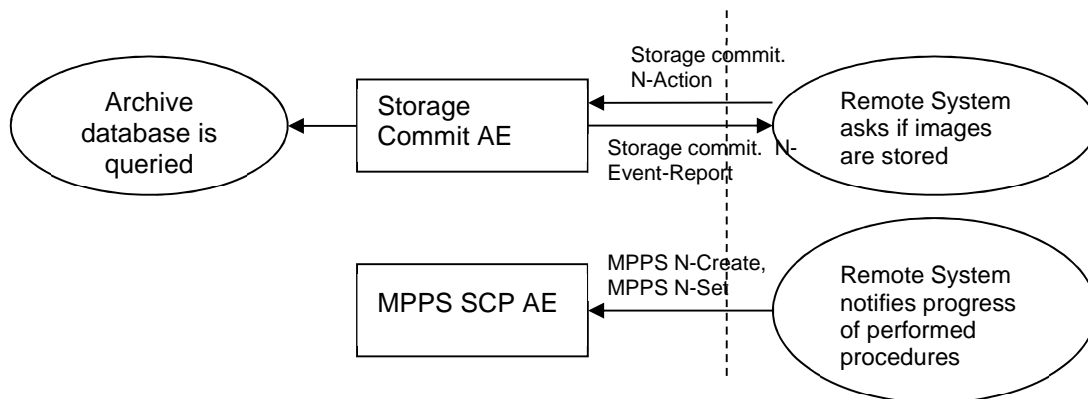 Archive
database is
queried
Storage
Commit AE
Storage commit.
N-Action
Storage commit. N-
Event-Report
Remote System
asks if images
are stored
MPPS SCP AE
MPPS N-Create,
MPPS N-Set
Remote System
notifies progress
of performed
procedures